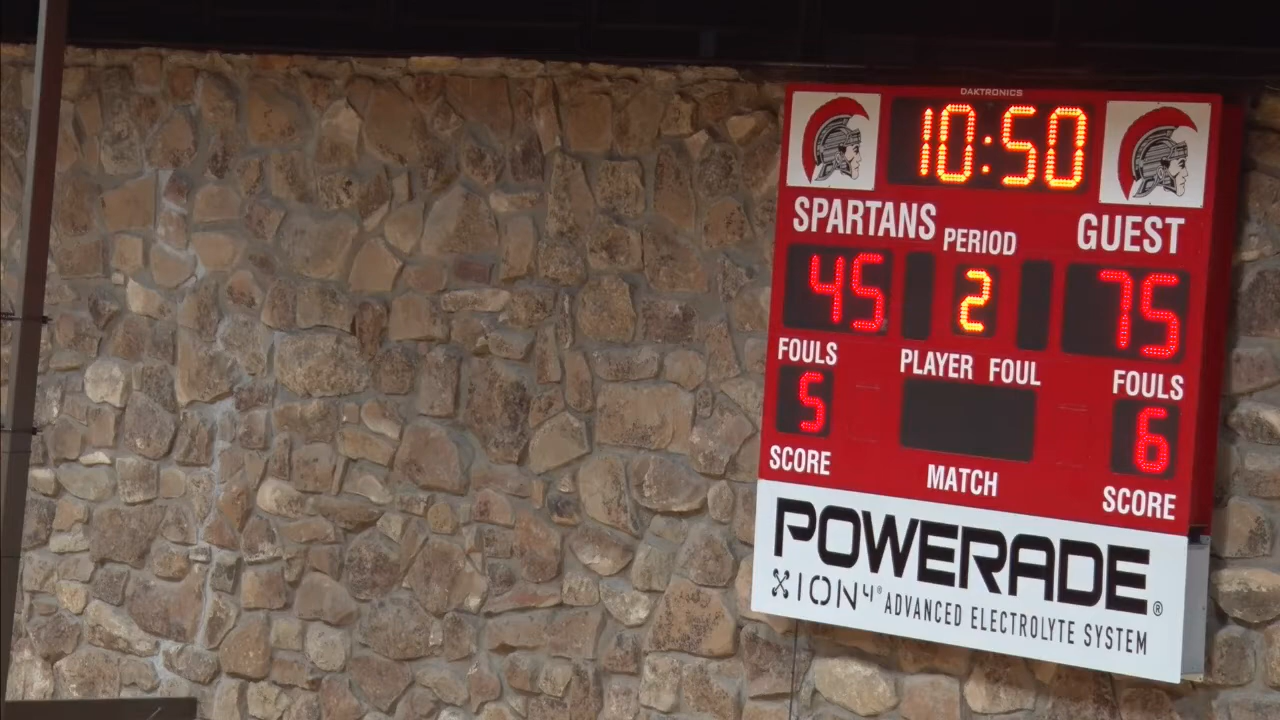 DAKTRONICS
10:50
SPARTANS PERIOD GUEST
45 2 75
FOULS PLAYER FOUL FOULS
5 6
SCORE MATCH SCORE
POWERADE
ION4® ADVANCED ELECTROLYTE SYSTEM ®